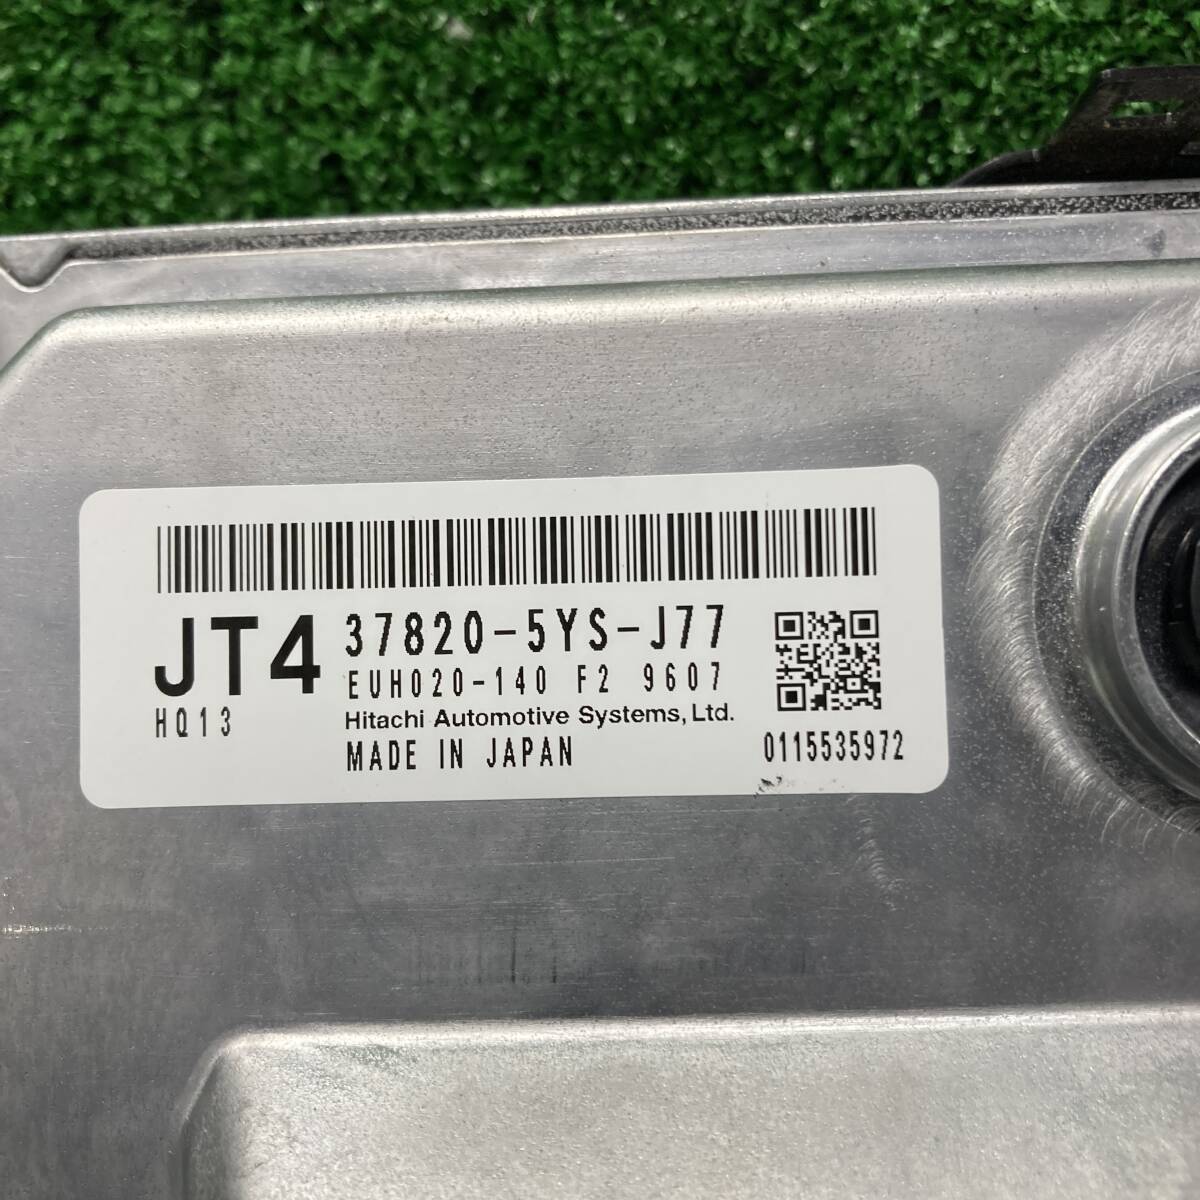 JT4 37820-5YS-J77
EUH020-140 F2 9607
HQ13 Hitachi Automotive Systems, Ltd.
MADE IN JAPAN 0115535972